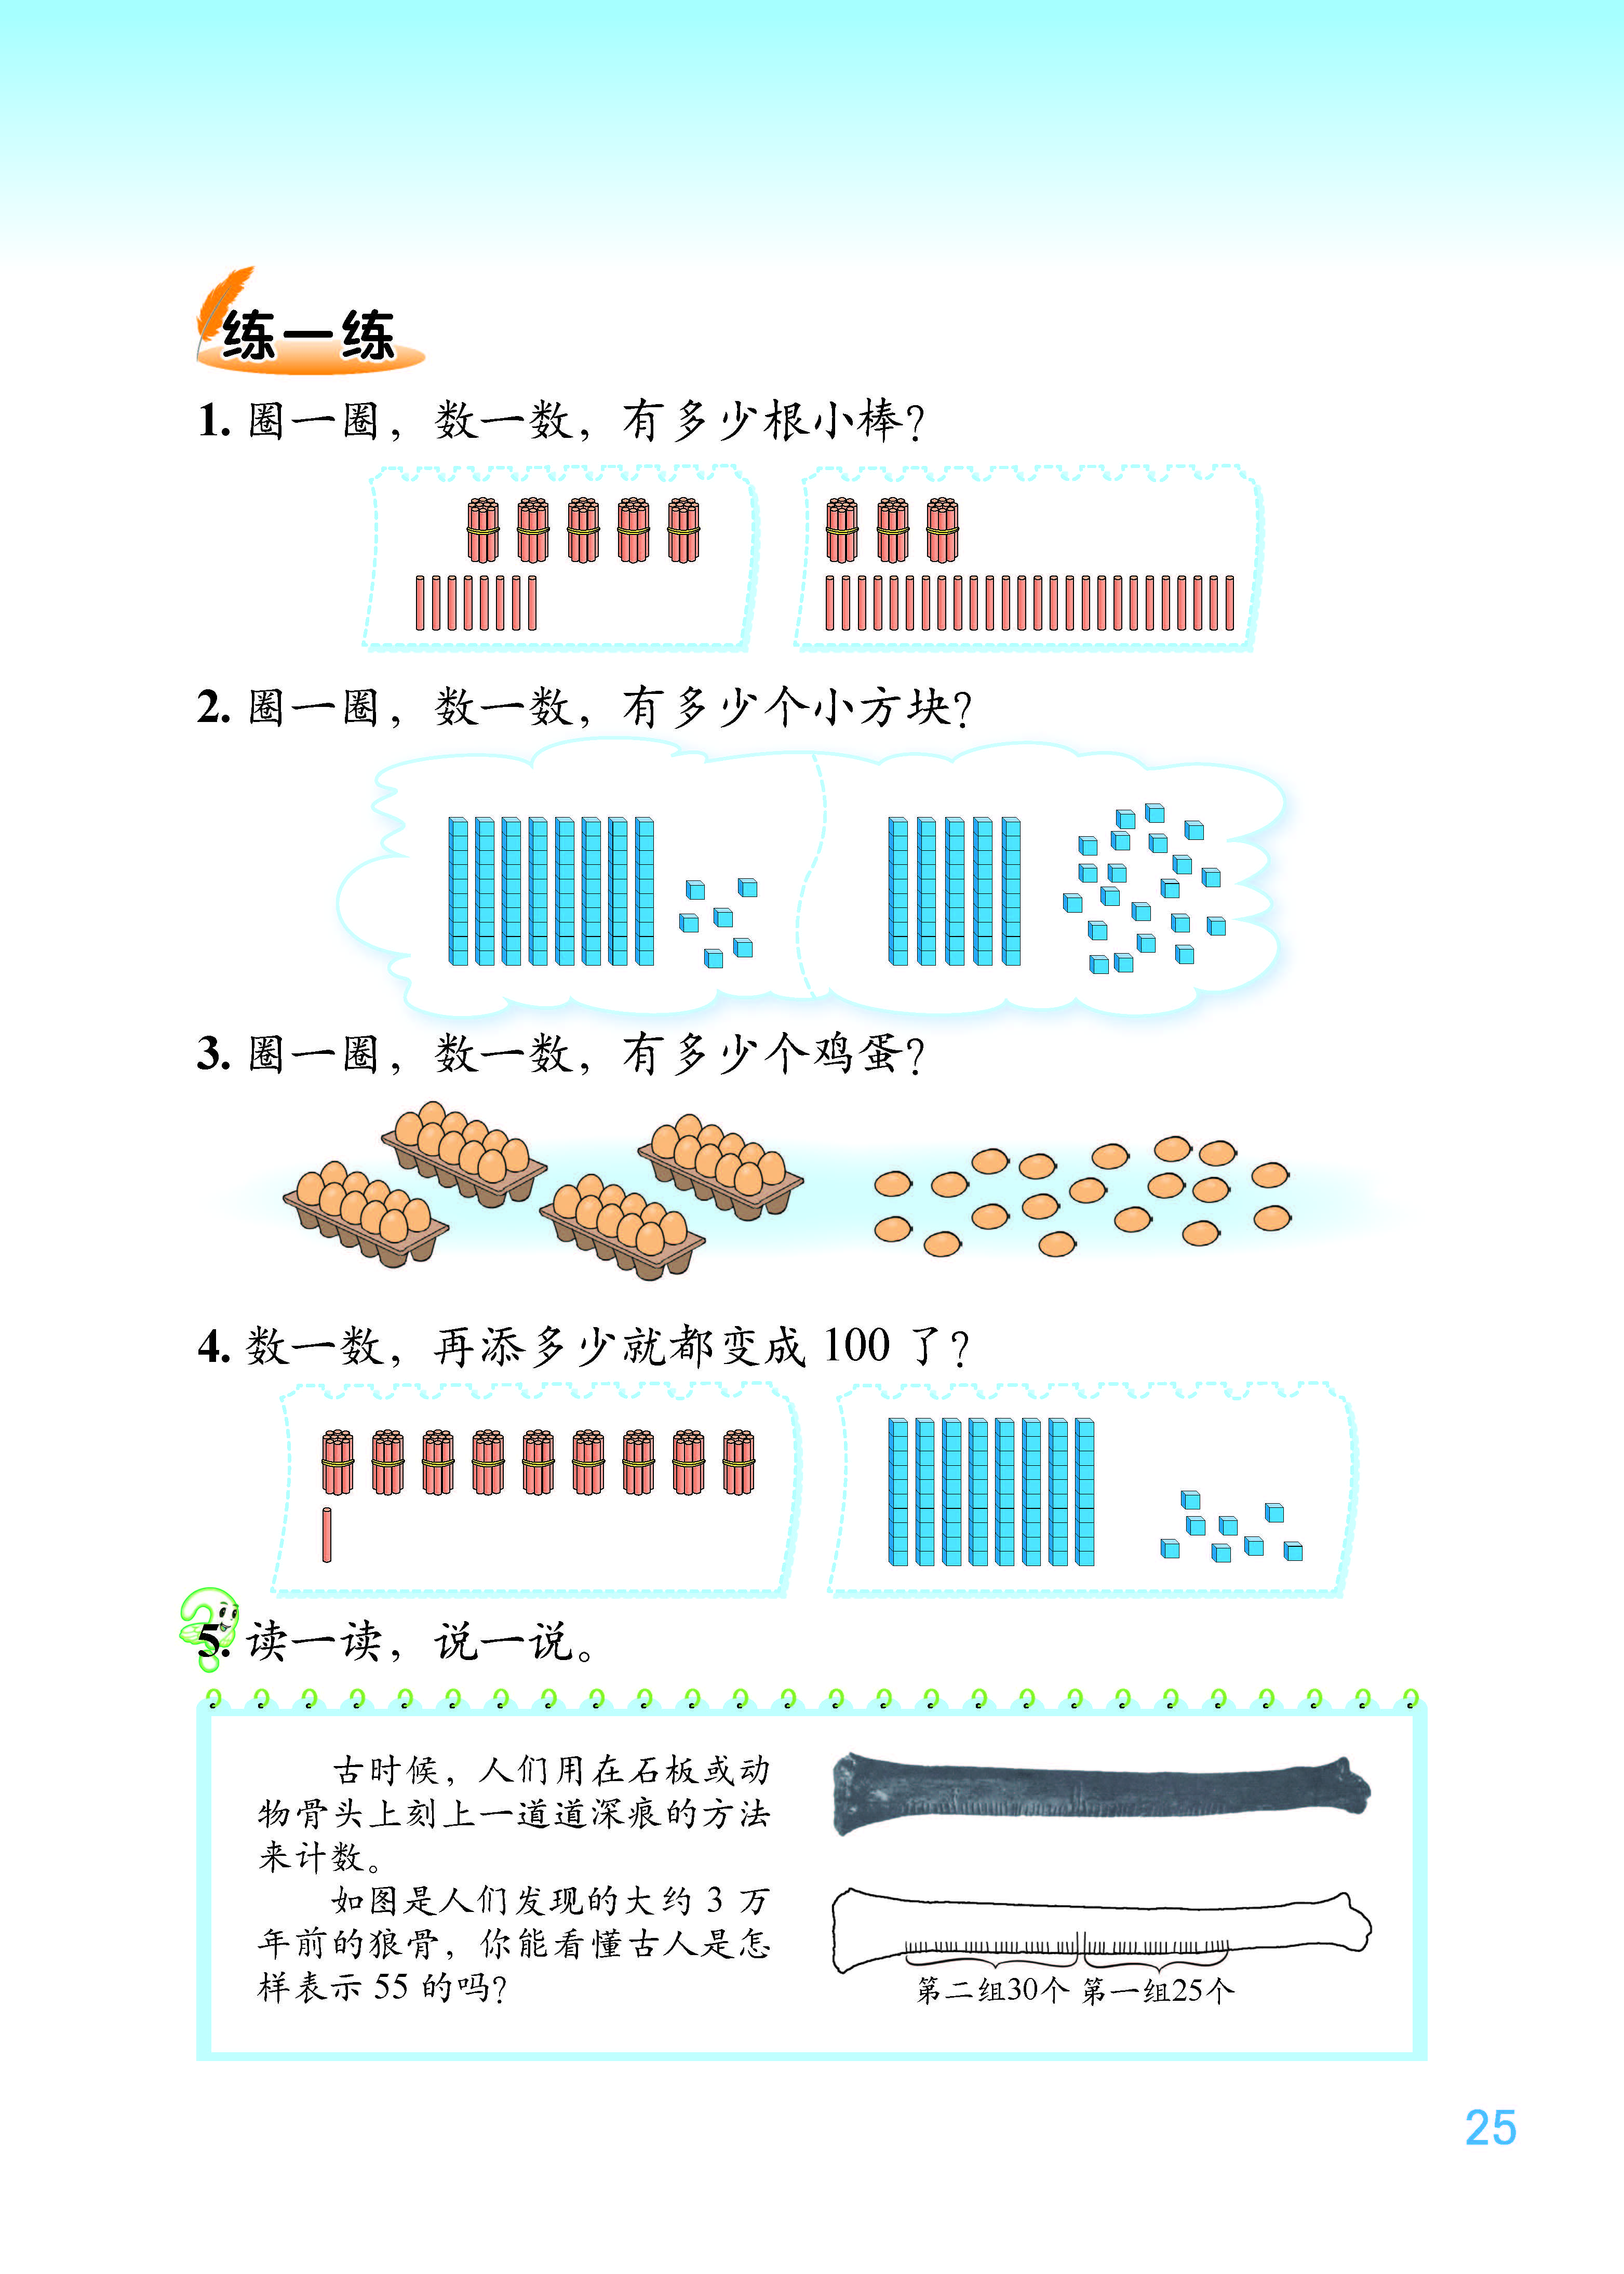 练一练
1. 圈一圈，数一数，有多少根小棒？
2. 圈一圈，数一数，有多少个小方块？
3. 圈一圈，数一数，有多少个鸡蛋？
4. 数一数，再添多少就都变成 100 了？
5. 读一读，说一说。
古时候，人们用在石板或动
物骨头上刻上一道道深痕的方法
来计数。
如图是人们发现的大约 3 万
年前的狼骨，你能看懂古人是怎
样表示 55 的吗？
第二组30个 第一组25个
25